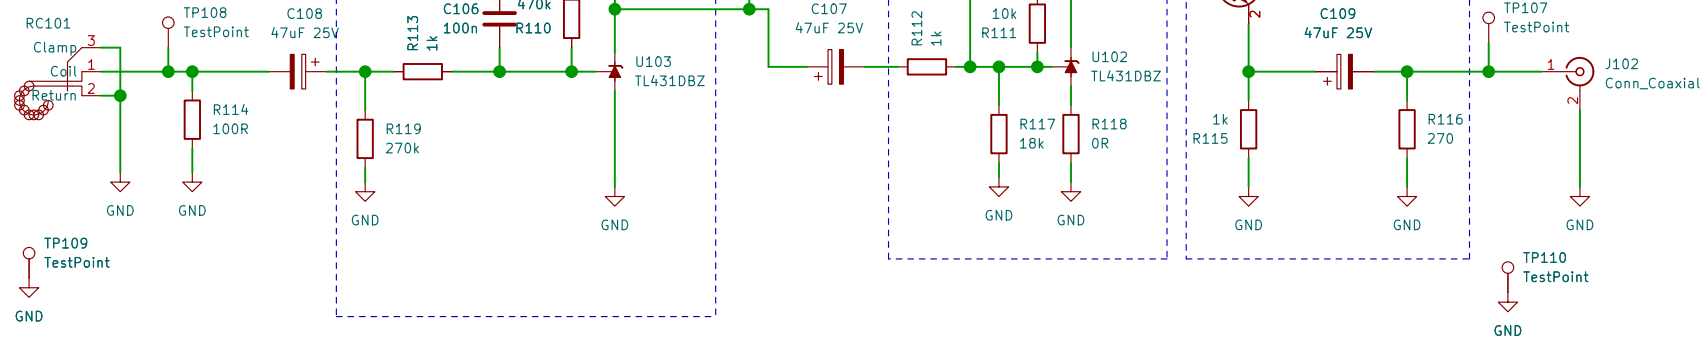 RC101
Clamp
3
Coil
1
Return
2
TP108
TestPoint
R114
100R
GND
GND
TP109
TestPoint
GND
C108
47uF 25V
+
R119
270k
GND
R113
1k
C106
100n
470k
R110
U103
TL431DBZ
GND
C107
47uF 25V
+
R112
1k
10k
R111
U102
TL431DBZ
R117
18k
R118
0R
GND
GND
2
1k
R115
GND
C109
47uF 25V
+
R116
270
GND
TP107
TestPoint
1
2
J102
Conn_Coaxial
GND
TP110
TestPoint
GND